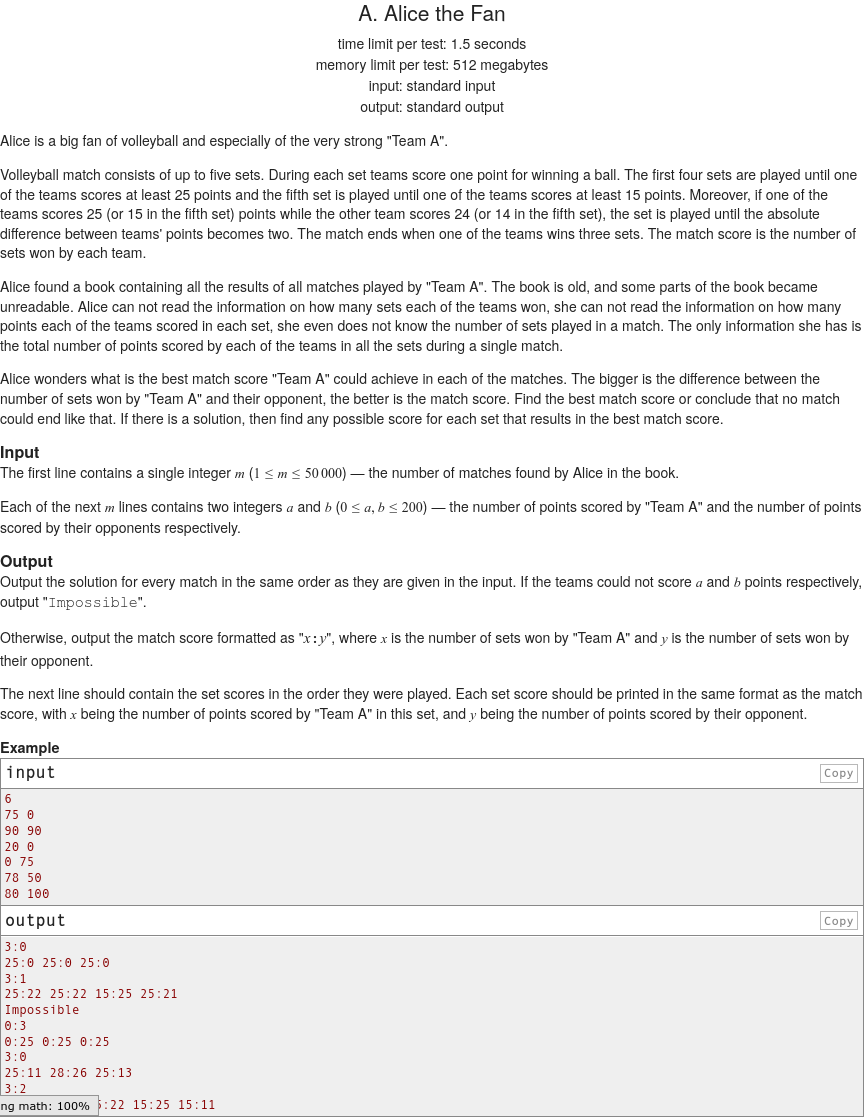 A. Alice the Fan
time limit per test: 1.5 seconds
memory limit per test: 512 megabytes
input: standard input
output: standard output
Alice is a big fan of volleyball and especially of the very strong "Team A".
Volleyball match consists of up to five sets. During each set teams score one point for winning a ball. The first four sets are played until one
of the teams scores at least 25 points and the fifth set is played until one of the teams scores at least 15 points. Moreover, if one of the
teams scores 25 (or 15 in the fifth set) points while the other team scores 24 (or 14 in the fifth set), the set is played until the absolute
difference between teams' points becomes two. The match ends when one of the teams wins three sets. The match score is the number of
sets won by each team.
Alice found a book containing all the results of all matches played by "Team A". The book is old, and some parts of the book became
unreadable. Alice can not read the information on how many sets each of the teams won, she can not read the information on how many
points each of the teams scored in each set, she even does not know the number of sets played in a match. The only information she has is
the total number of points scored by each of the teams in all the sets during a single match.
Alice wonders what is the best match score "Team A" could achieve in each of the matches. The bigger is the difference between the
number of sets won by "Team A" and their opponent, the better is the match score. Find the best match score or conclude that no match
could end like that. If there is a solution, then find any possible score for each set that results in the best match score.
Input
The first line contains a single integer m (1 ≤ m ≤ 50 000) — the number of matches found by Alice in the book.
Each of the next m lines contains two integers a and b (0 ≤ a, b ≤ 200) — the number of points scored by "Team A" and the number of points
scored by their opponents respectively.
Output
Output the solution for every match in the same order as they are given in the input. If the teams could not score a and b points respectively,
output "Impossible".
Otherwise, output the match score formatted as "x:y", where x is the number of sets won by "Team A" and y is the number of sets won by
their opponent.
The next line should contain the set scores in the order they were played. Each set score should be printed in the same format as the match
score, with x being the number of points scored by "Team A" in this set, and y being the number of points scored by their opponent.
Example
input
Copy
6
75 0
90 90
20 0
0 75
78 50
80 100
output
Copy
3:0
25:0 25:0 25:0
3:1
25:22 25:22 15:25 25:21
Impossible
0:3
0:25 0:25 0:25
3:0
25:11 28:26 25:13
3:2
ng math: 100% 5:22 15:25 15:11